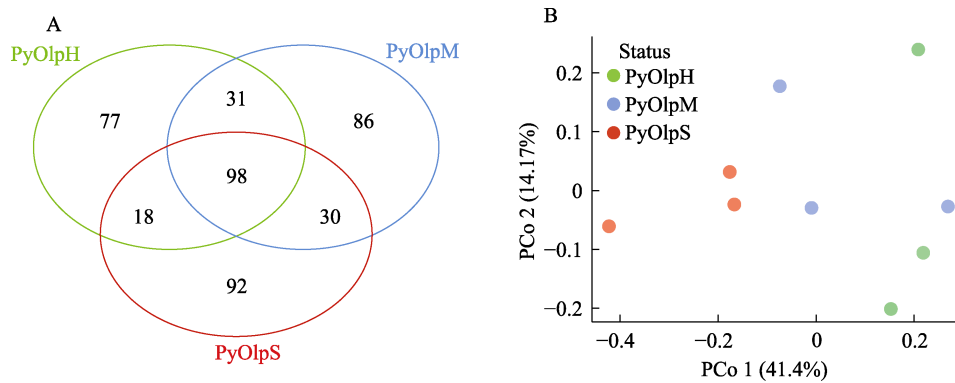 A
PyOlpH
PyOlpM
31
77
86
98
18
30
92
PyOlpS
B
Status
PyOlpH
PyOlpM
PyOlpS
0.2
0.1
0
−0.1
−0.2
PCo 2 (14.17%)
−0.4
−0.2
0
0.2
PCo 1 (41.4%)